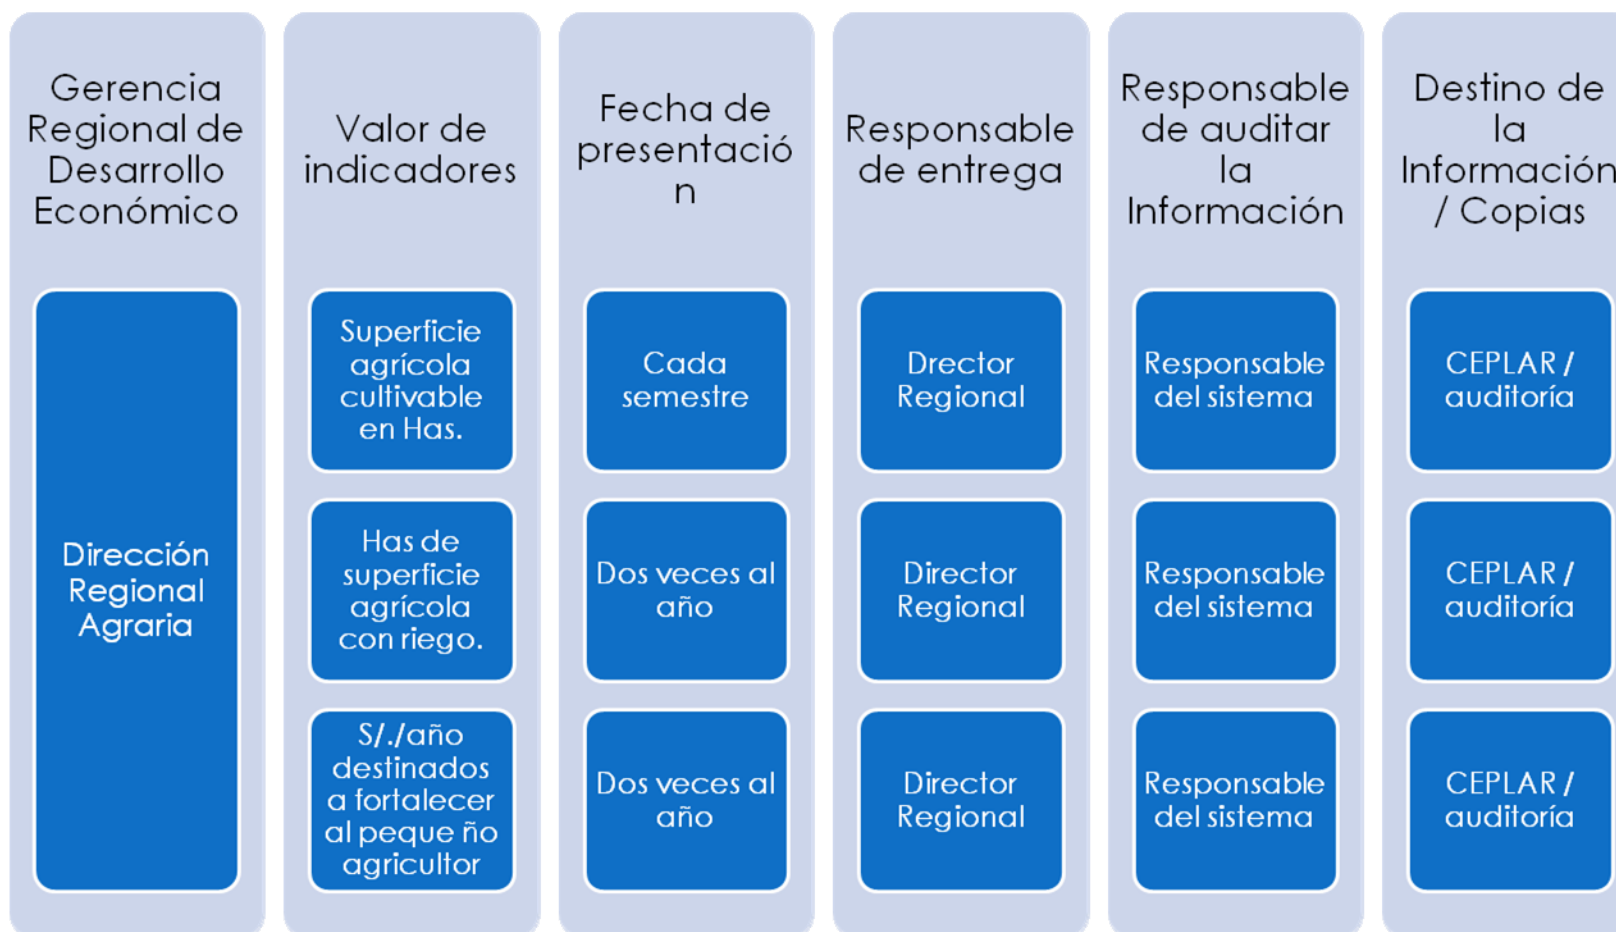 Gerencia
Regional de
Desarrollo
Económico
Valor de
indicadores
Fecha de
presentació
n
Responsable
de entrega
Responsable
de auditar
la
Información
Destino de
la
Información
/ Copias
Dirección
Regional
Agraria
Superficie
agrícola
cultivable
en Has.
Cada
semestre
Drector
Regional
Responsable
del sistema
CEPLAR /
auditoría
Has de
superficie
agrícola
con riego.
Dos veces al
año
Director
Regional
Responsable
del sistema
CEPLAR /
auditoría
S/./año
destinados
a fortalecer
al peque ño
agricultor
Dos veces al
año
Director
Regional
Responsable
del sistema
CEPLAR /
auditoría